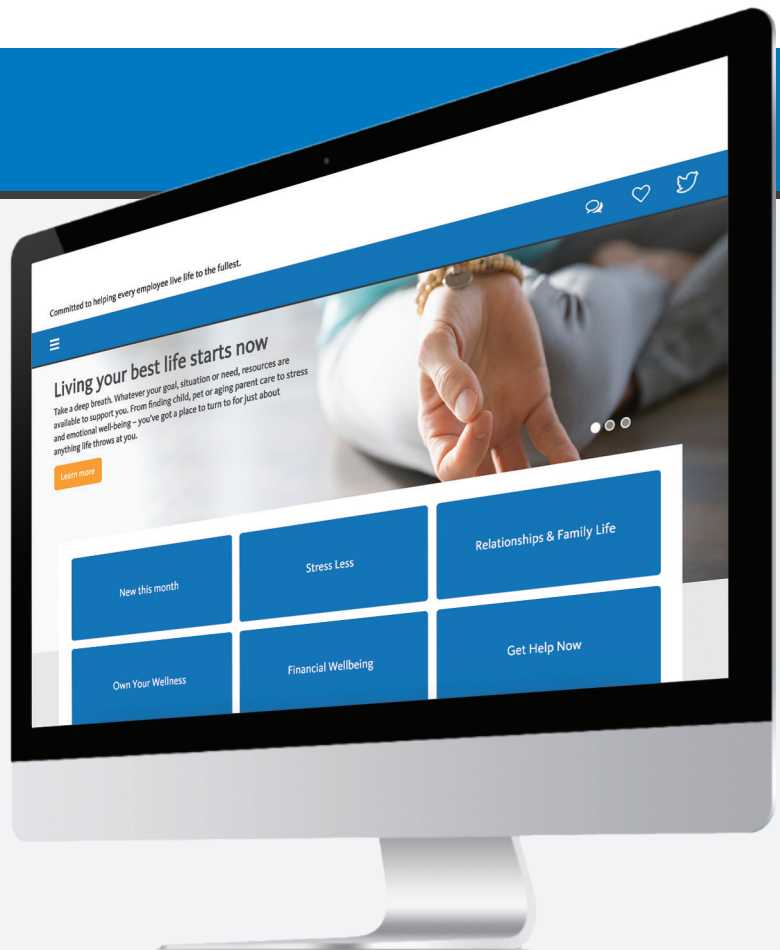 Committed to helping every employee live life to the fullest.
Living your best life starts now
Take a deep breath. Whatever your goal, situation or need, resources are
available to support you. From finding child, pet or aging parent care to stress
and emotional well-being – you've got a place to turn to for just about
anything life throws at you.
Learn more
New this month
Stress Less
Relationships & Family Life
Own Your Wellness
Financial Wellbeing
Get Help Now